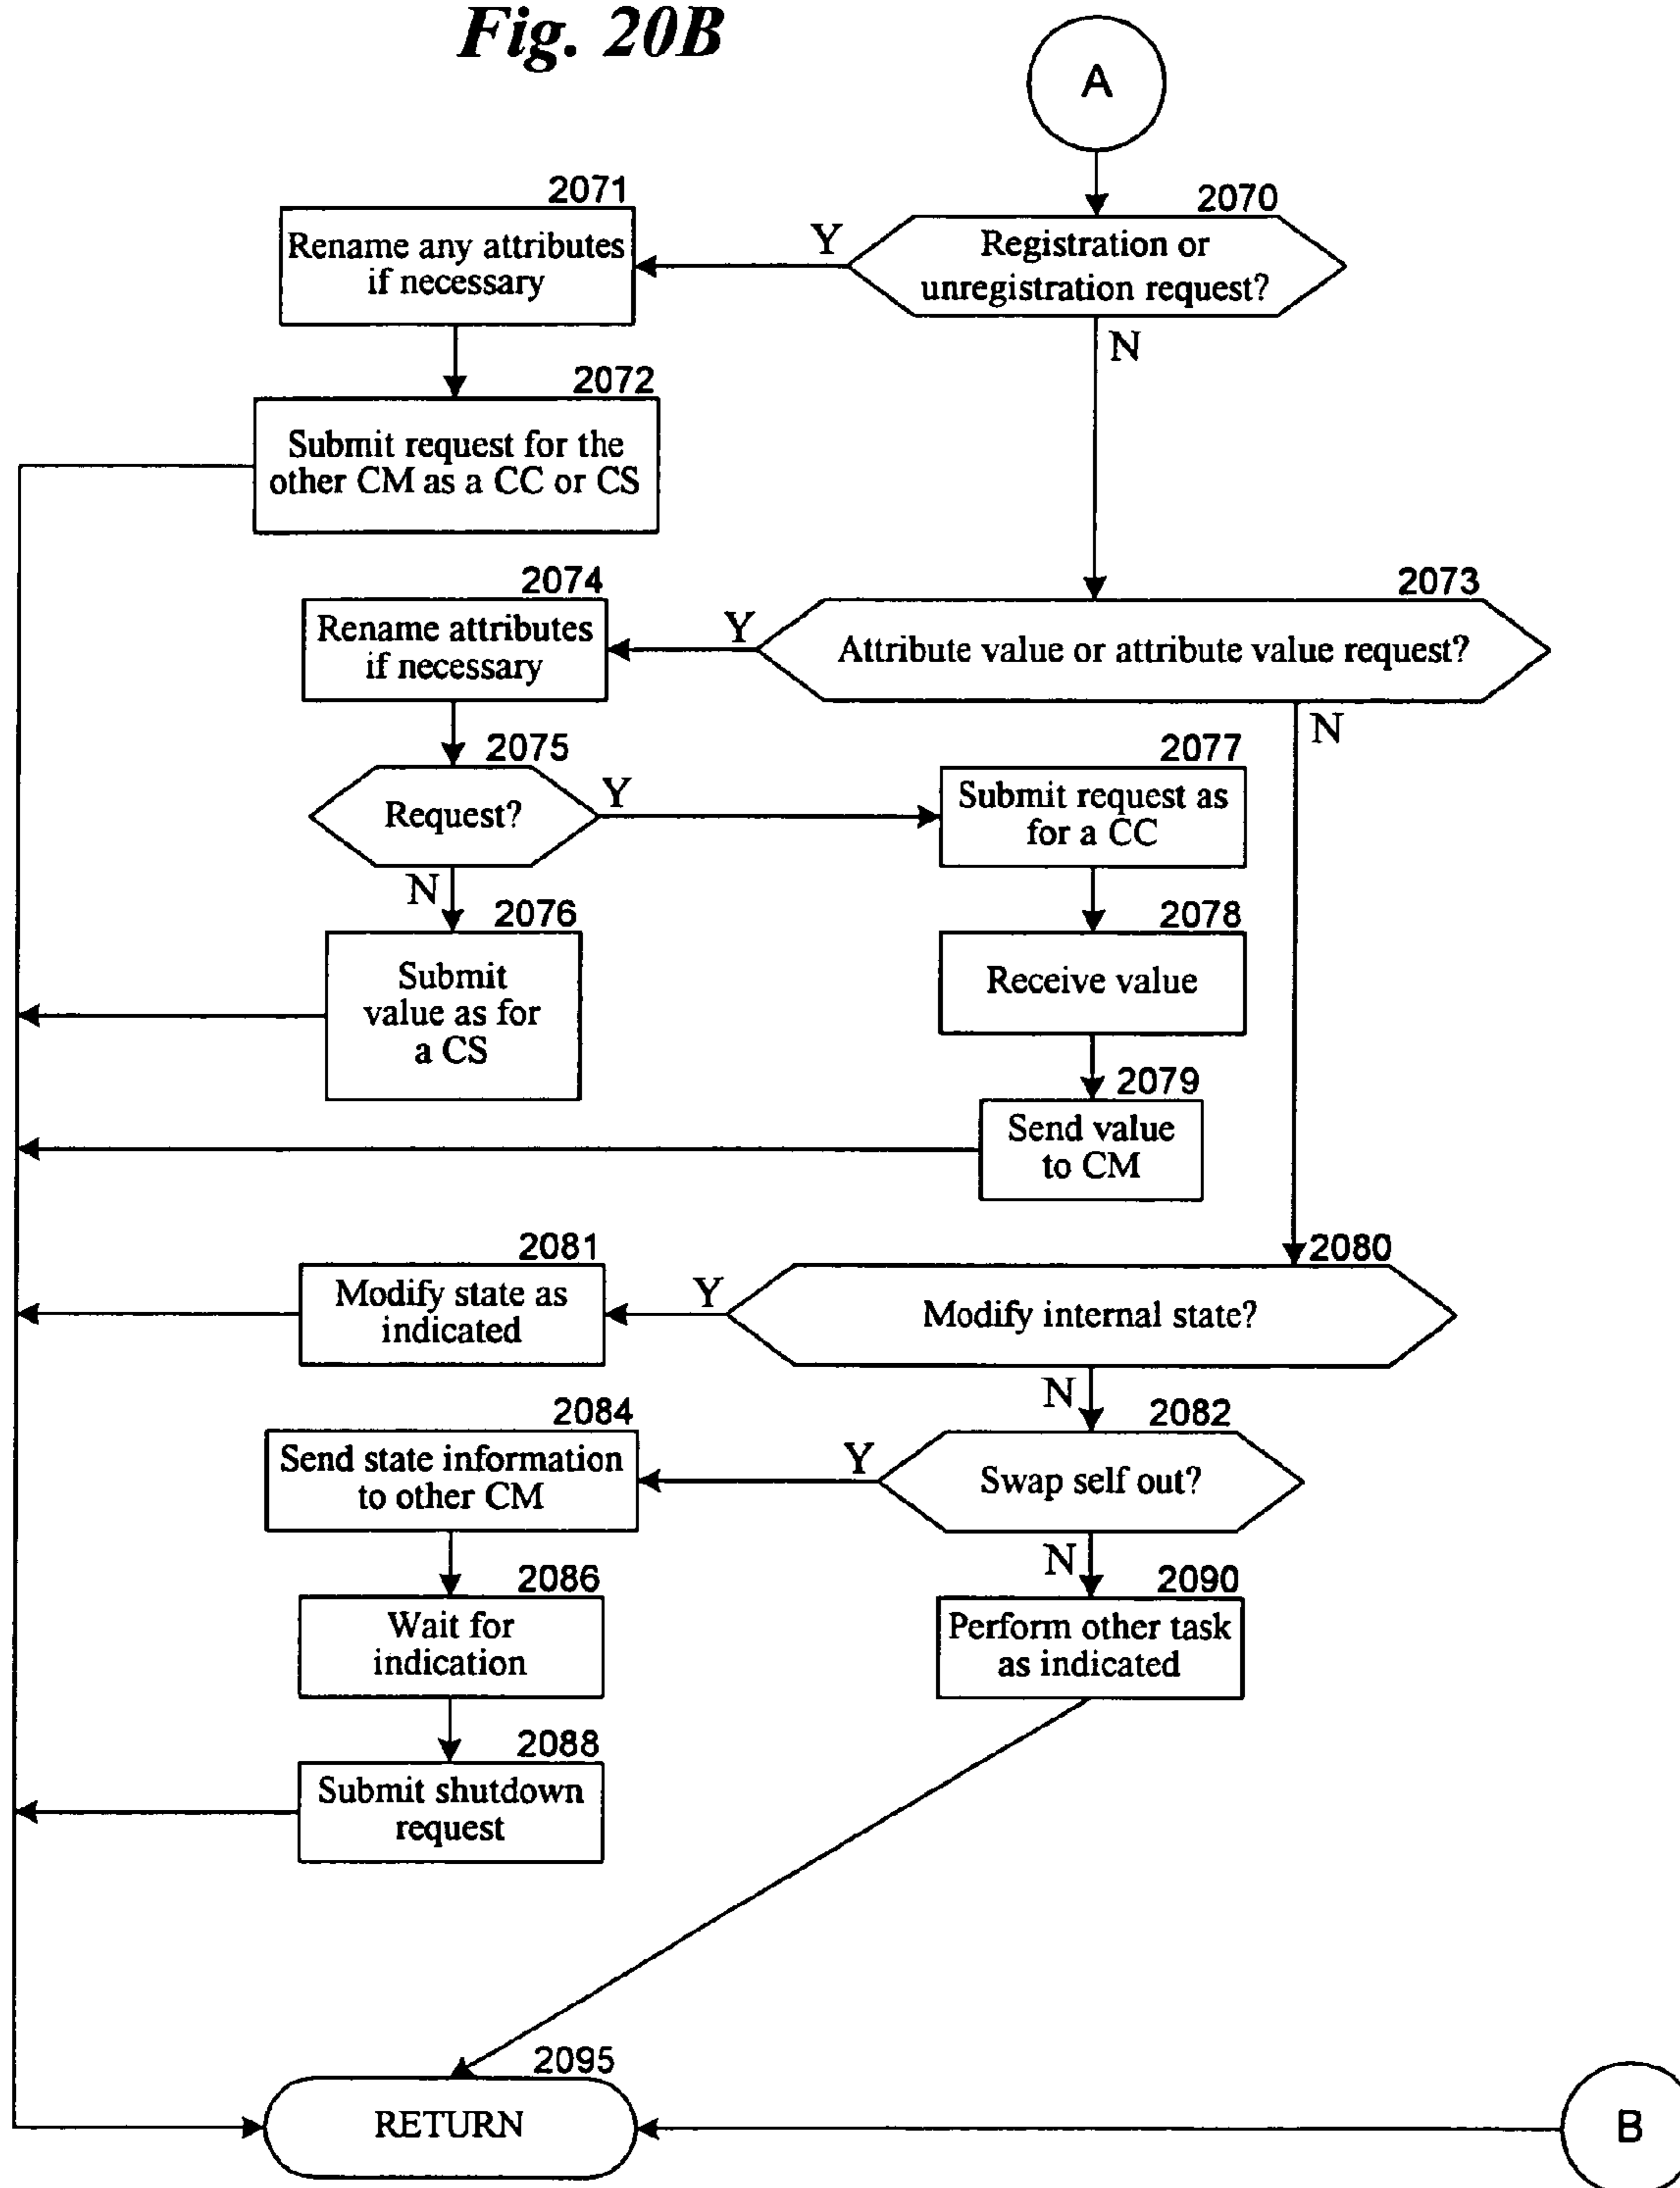 Fig. 20B
A
2070
Registration or
unregistration request?
Y
N
2071
Rename any attributes
if necessary
2072
Submit request for the
other CM as a CC or CS
2073
Attribute value or attribute value request?
Y
N
2074
Rename attributes
if necessary
2075
Request?
Y
N
2076
Submit
value as for
a CS
2077
Submit request as
for a CC
2078
Receive value
2079
Send value
to CM
2080
Modify internal state?
Y
N
2081
Modify state as
indicated
2082
Swap self out?
Y
N
2084
Send state information
to other CM
2086
Wait for
indication
2088
Submit shutdown
request
2090
Perform other task
as indicated
2095
RETURN
B